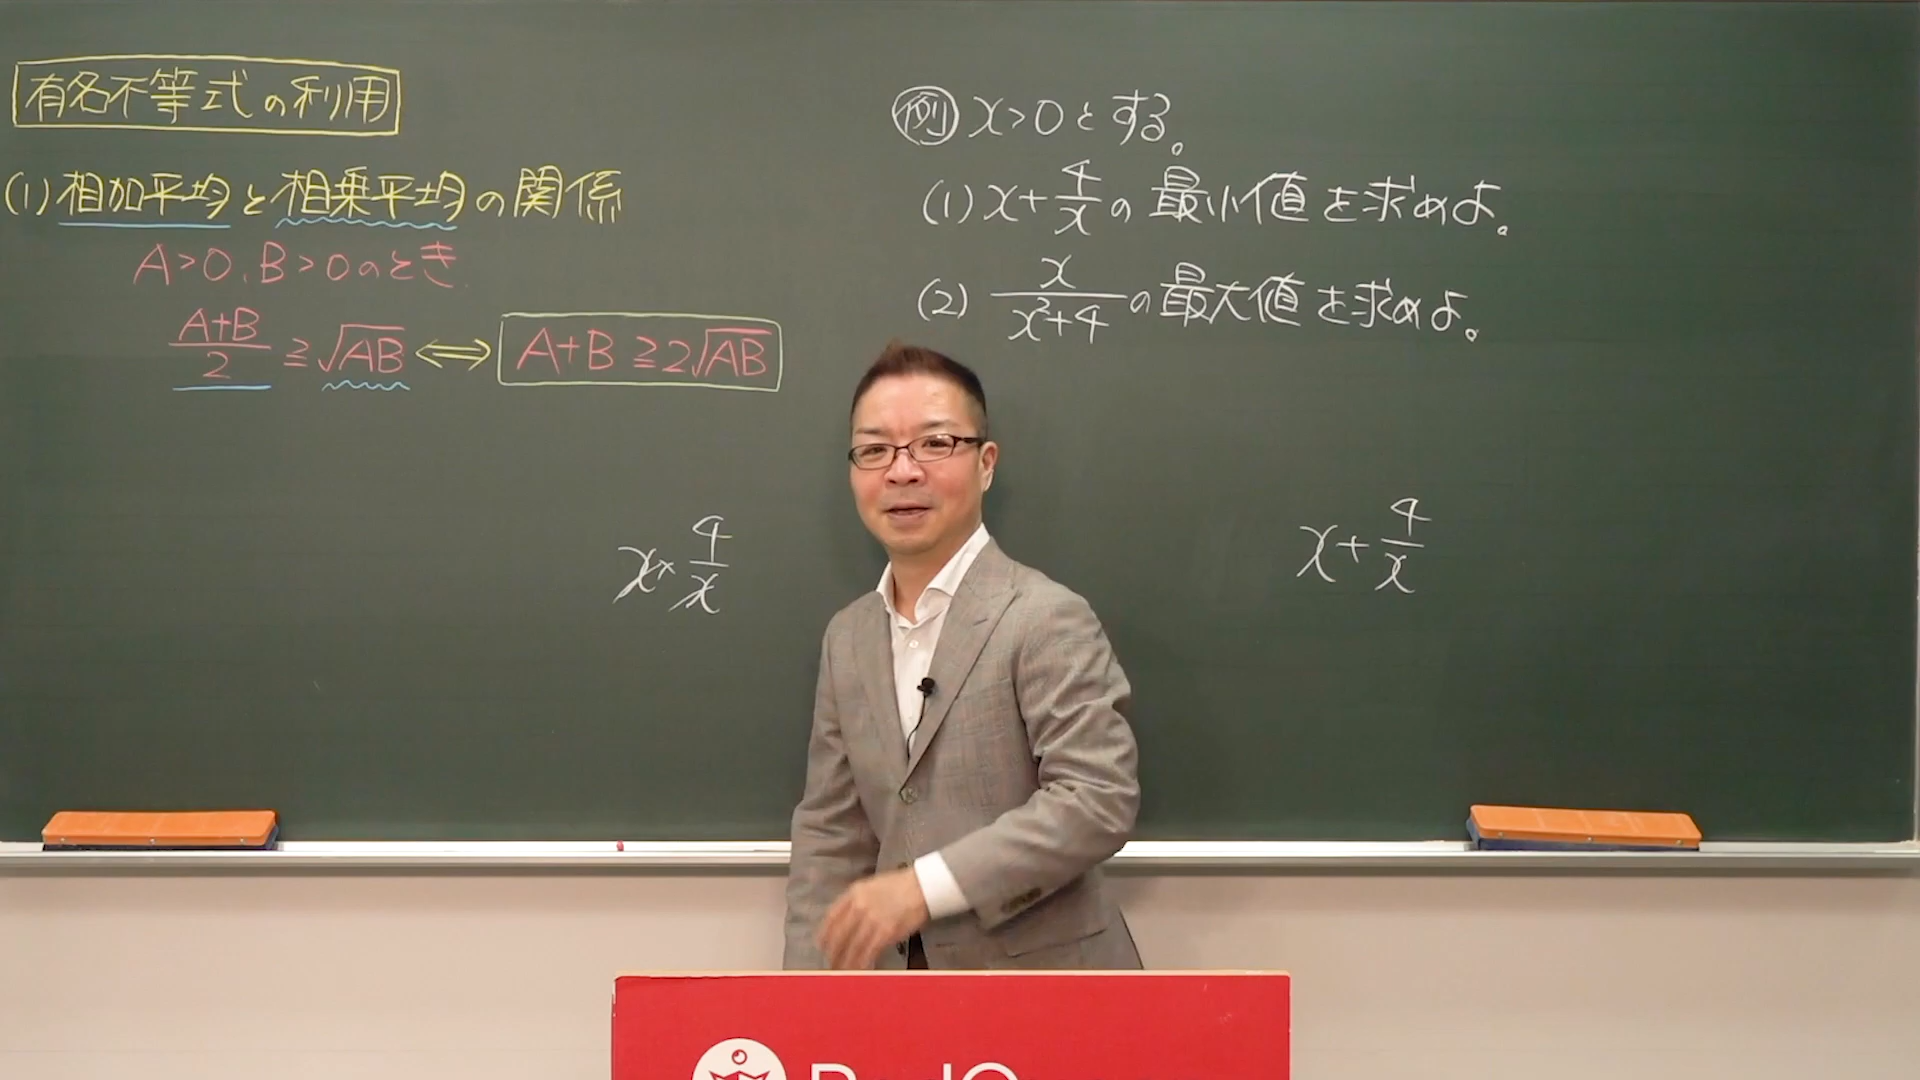 有名不等式の利用
(1) 相加平均と相乗平均の関係
A>0, B>0のとき
(A+B)/2 ≧ √AB ⟺ A+B ≧ 2√AB
x × 4/x
例 x>0とする。
(1) x+4/xの最小値を求めよ。
(2) x/(x²+4)の最大値を求めよ。
x+4/x